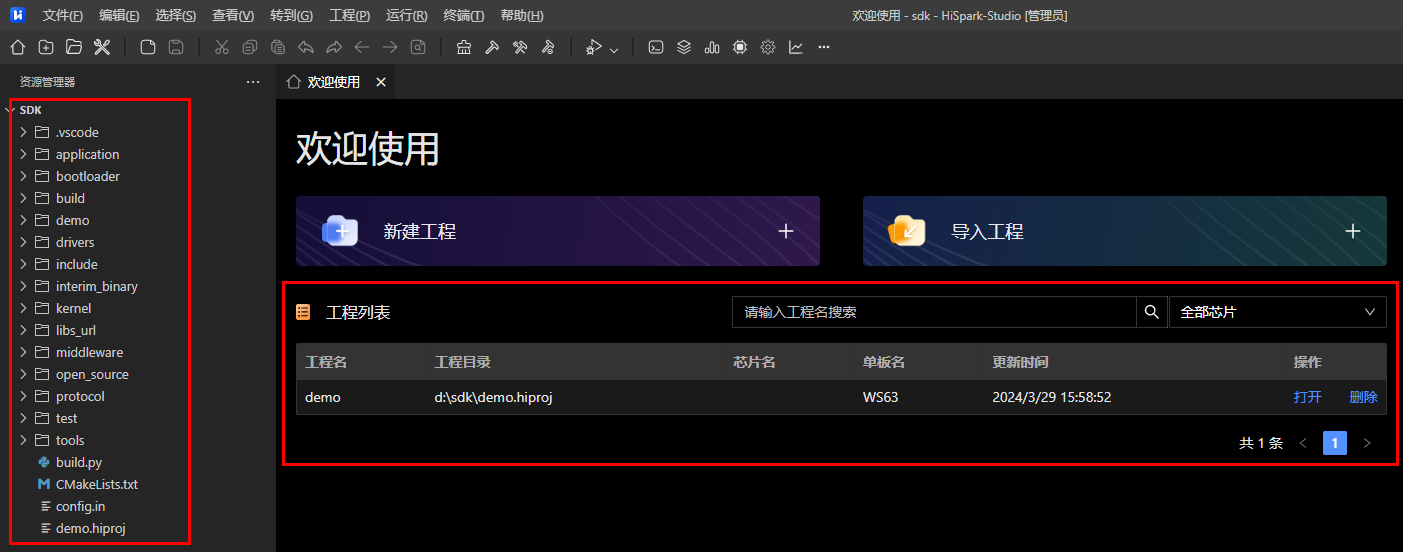 文件(F) 编辑(E) 选择(S) 查看(V) 转到(G) 工程(P) 运行(R) 终端(T) 帮助(H) 欢迎使用 - sdk - HiSpark-Studio [管理员]
资源管理器
欢迎使用
SDK
.vscode
application
bootloader
build
demo
drivers
include
interim_binary
kernel
libs_url
middleware
open_source
protocol
test
tools
build.py
CMakeLists.txt
config.in
demo.hiproj
欢迎使用
新建工程 导入工程
工程列表 请输入工程名搜索 全部芯片
工程名 工程目录 芯片名 单板名 更新时间 操作
demo d:\sdk\demo.hiproj WS63 2024/3/29 15:58:52 打开 删除
共 1 条 < 1 >